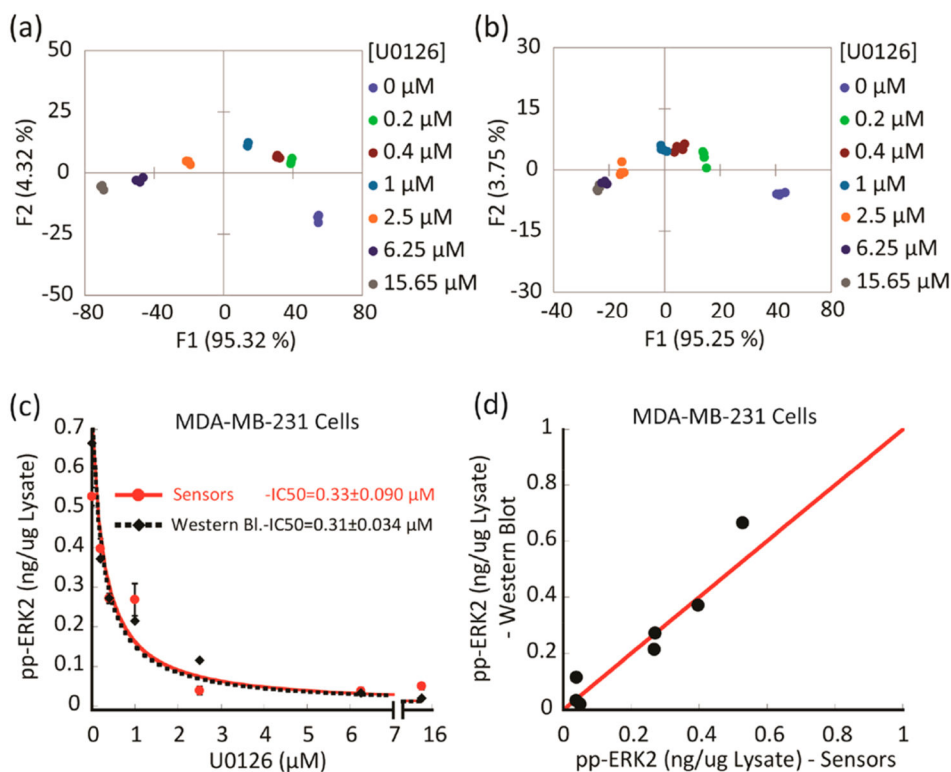 (a)
50
25
0
-25
-50
-80
-40
0
40
80
F2 (4.32 %)
F1 (95.32 %)
[U0126]
0 µM
0.2 µM
0.4 µM
1 µM
2.5 µM
6.25 µM
15.65 µM
(b)
30
15
0
-15
-30
-40
-20
0
20
40
80
F2 (3.75 %)
F1 (95.25 %)
[U0126]
0 µM
0.2 µM
0.4 µM
1 µM
2.5 µM
6.25 µM
15.65 µM
(c)
MDA-MB-231 Cells
0.7
0.6
0.5
0.4
0.3
0.2
0.1
0
pp-ERK2 (ng/ug Lysate)
Sensors -IC50=0.33±0.090 µM
Western Bl.-IC50=0.31±0.034 µM
0 1 2 3 4 5 6 7 16
U0126 (µM)
(d)
MDA-MB-231 Cells
1
0.8
0.6
0.4
0.2
0
pp-ERK2 (ng/ug Lysate)
- Western Blot
0 0.2 0.4 0.6 0.8 1
pp-ERK2 (ng/ug Lysate) - Sensors